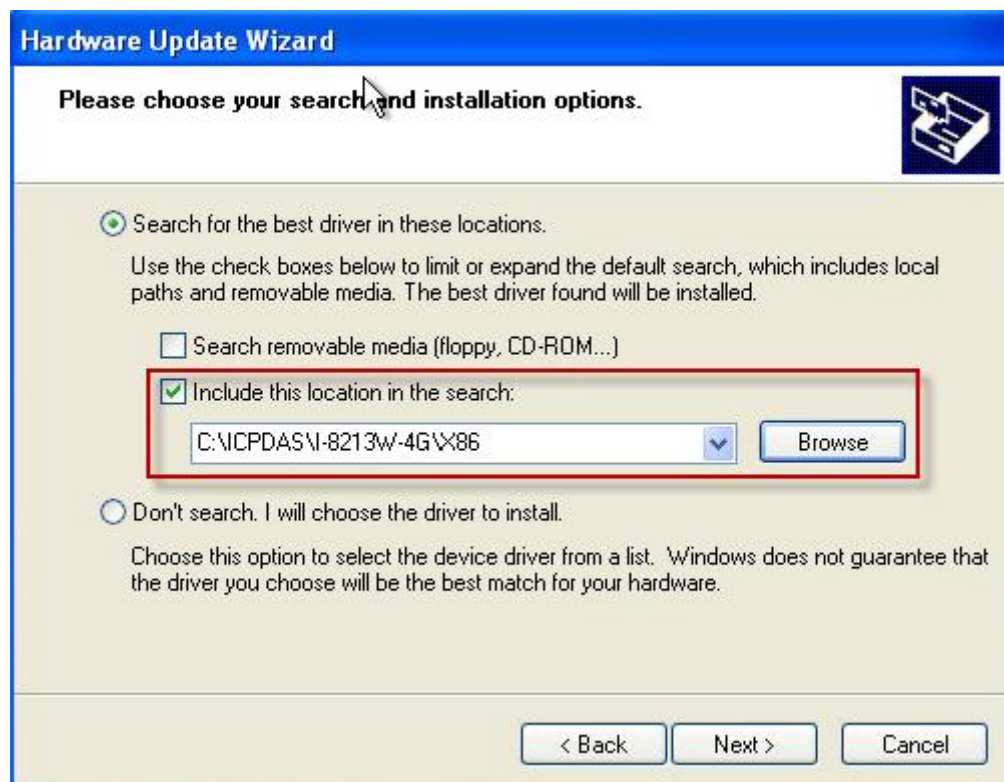 Hardware Update Wizard
Please choose your search and installation options.
Search for the best driver in these locations.
Use the check boxes below to limit or expand the default search, which includes local
paths and removable media. The best driver found will be installed.
Search removable media (floppy, CD-ROM...)
Include this location in the search:
C:\ICPDAS\I-8213W-4G\X86
Browse
Don't search. I will choose the driver to install.
Choose this option to select the device driver from a list. Windows does not guarantee that
the driver you choose will be the best match for your hardware.
< Back
Next >
Cancel